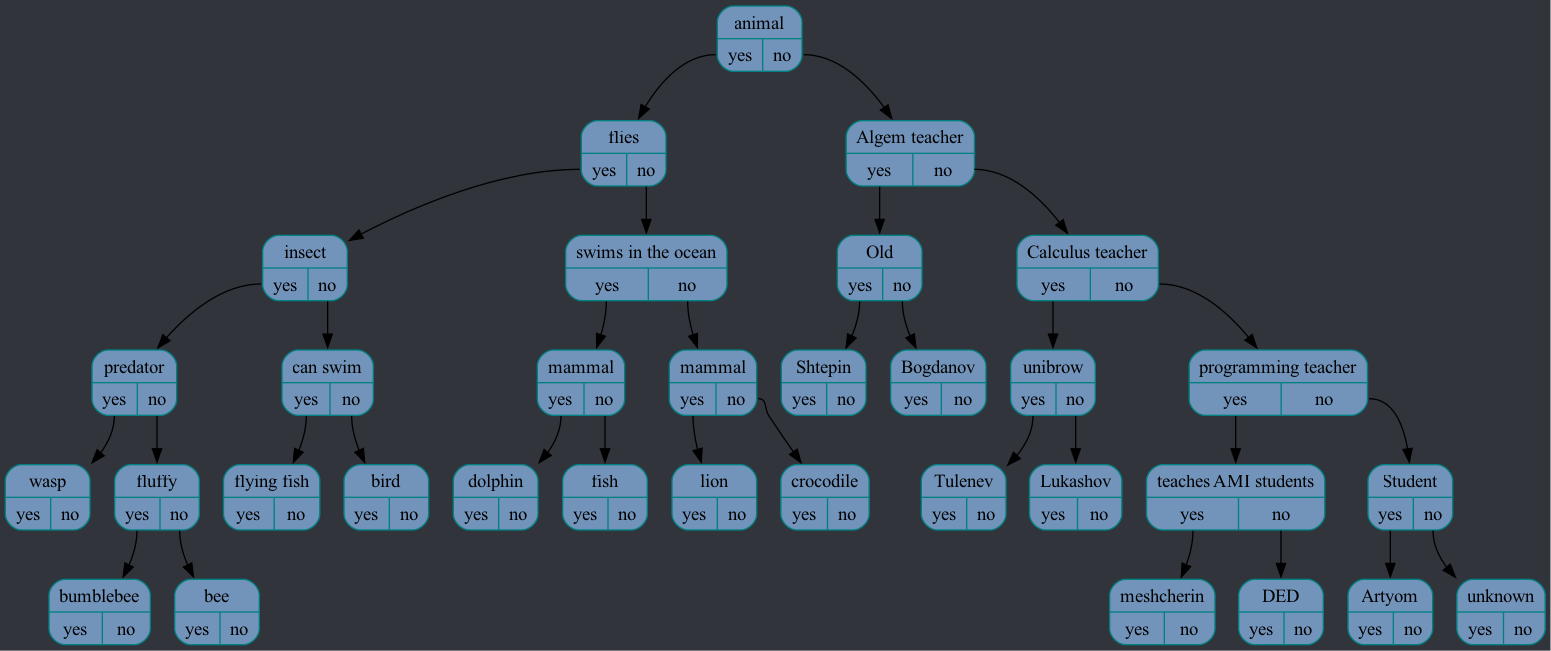 animal
yes no
flies Algem teacher
yes no yes no
insect swims in the ocean Old Calculus teacher
yes no yes no yes no yes no
predator can swim mammal mammal Shtepin Bogdanov unibrow programming teacher
yes no yes no yes no yes no yes no yes no yes no yes no
wasp fluffy flying fish bird dolphin fish lion crocodile Tulenev Lukashov teaches AMI students Student
yes no yes no yes no yes no yes no yes no yes no yes no yes no yes no yes no yes no
bumblebee bee meshcherin DED Artyom unknown
yes no yes no yes no yes no yes no yes no